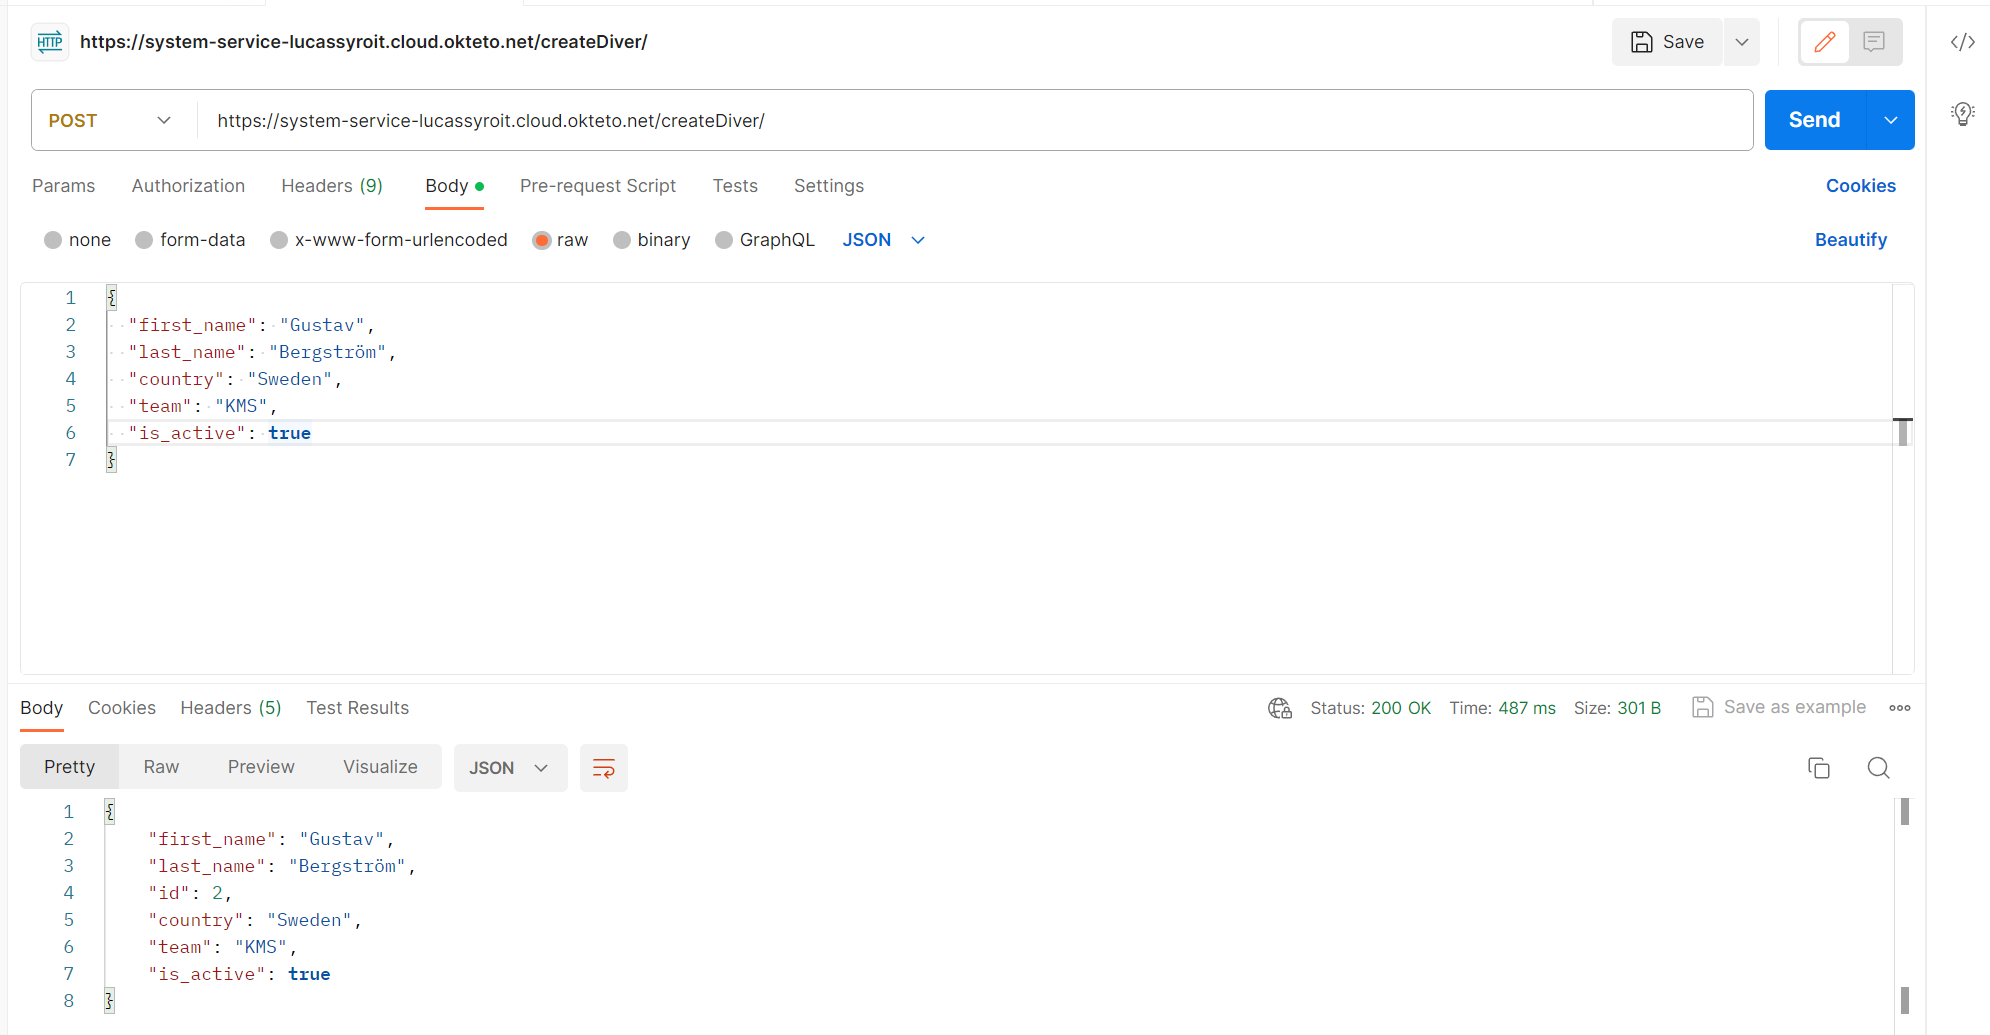 HTTP https://system-service-lucassyroit.cloud.okteto.net/createDiver/ Save
POST https://system-service-lucassyroit.cloud.okteto.net/createDiver/ Send
Params Authorization Headers (9) Body Pre-request Script Tests Settings Cookies
none form-data x-www-form-urlencoded raw binary GraphQL JSON Beautify
1 {
2 "first_name": "Gustav",
3 "last_name": "Bergström",
4 "country": "Sweden",
5 "team": "KMS",
6 "is_active": true
7 }
Body Cookies Headers (5) Test Results Status: 200 OK Time: 487 ms Size: 301 B Save as example
Pretty Raw Preview Visualize JSON
1 {
2 "first_name": "Gustav",
3 "last_name": "Bergström",
4 "id": 2,
5 "country": "Sweden",
6 "team": "KMS",
7 "is_active": true
8 }